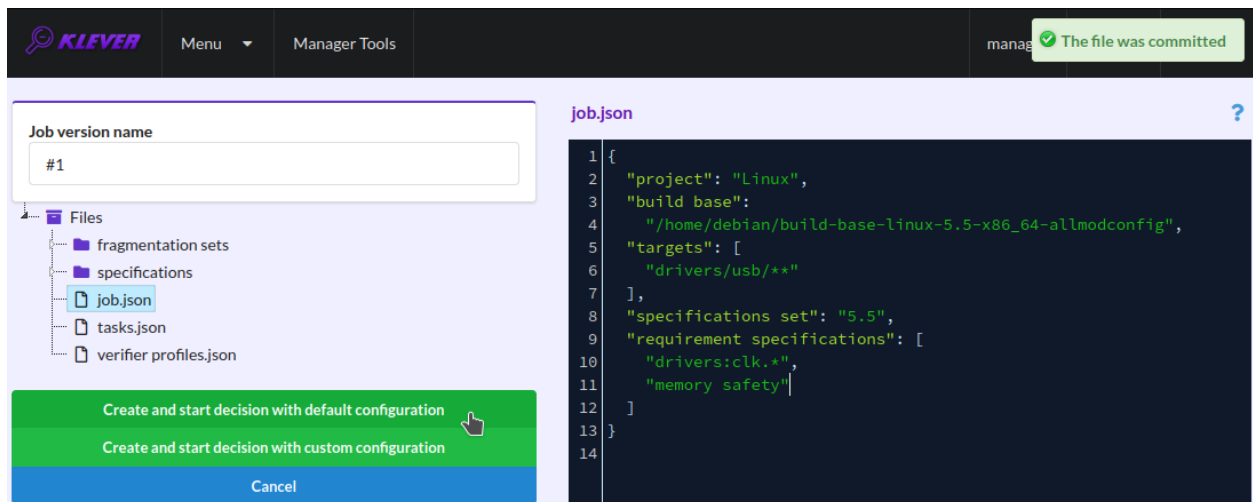 KLEVER
Menu
Manager Tools
manag
The file was committed
Job version name
#1
Files
fragmentation sets
specifications
job.json
tasks.json
verifier profiles.json
Create and start decision with default configuration
Create and start decision with custom configuration
Cancel
job.json
?
1 {
2 "project": "Linux",
3 "build base":
4 "/home/debian/build-base-linux-5.5-x86_64-allmodconfig",
5 "targets": [
6 "drivers/usb/**"
7 ],
8 "specifications set": "5.5",
9 "requirement specifications": [
10 "drivers:clk.*",
11 "memory safety"
12 ]
13 }
14